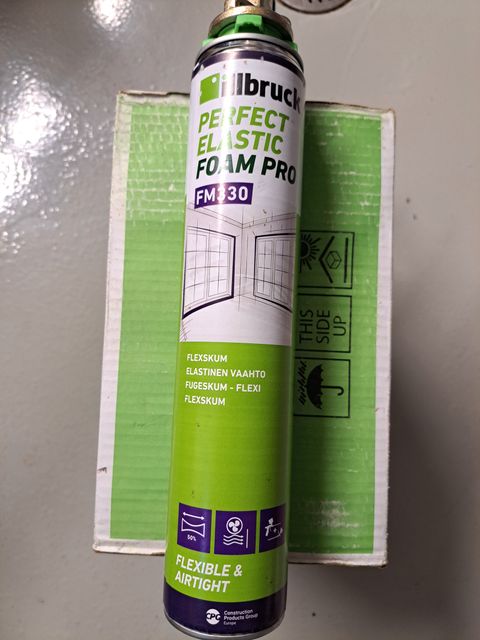 illbruck
PERFECT
ELASTIC
FOAM PRO
FM330
FLEXSKUM
ELASTINEN VAAHTO
FUGESKUM - FLEXI
FLEXSKUM
50%
FLEXIBLE &
AIRTIGHT
CPG Construction
Products Group
Europe
THIS
SIDE
UP